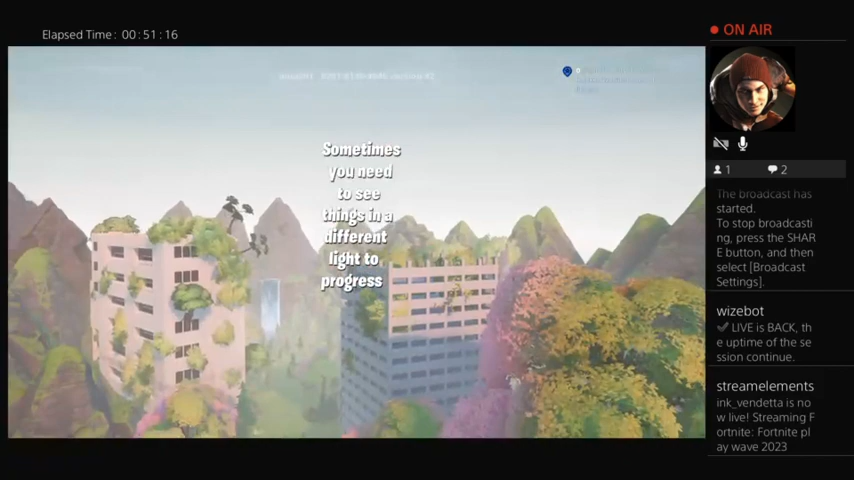 Elapsed Time: 00:51:16
ON AIR
Sometimes
you need
to see
things in a
different
light to
progress
0
1
2
The broadcast has
started.
To stop broadcasti
ng, press the SHAR
E button, and then
select [Broadcast
Settings].
wizebot
✔ LIVE is BACK, th
e uptime of the se
ssion continue.
streamelements
ink_vendetta is no
w live! Streaming F
ortnite: Fortnite pl
ay wave 2023